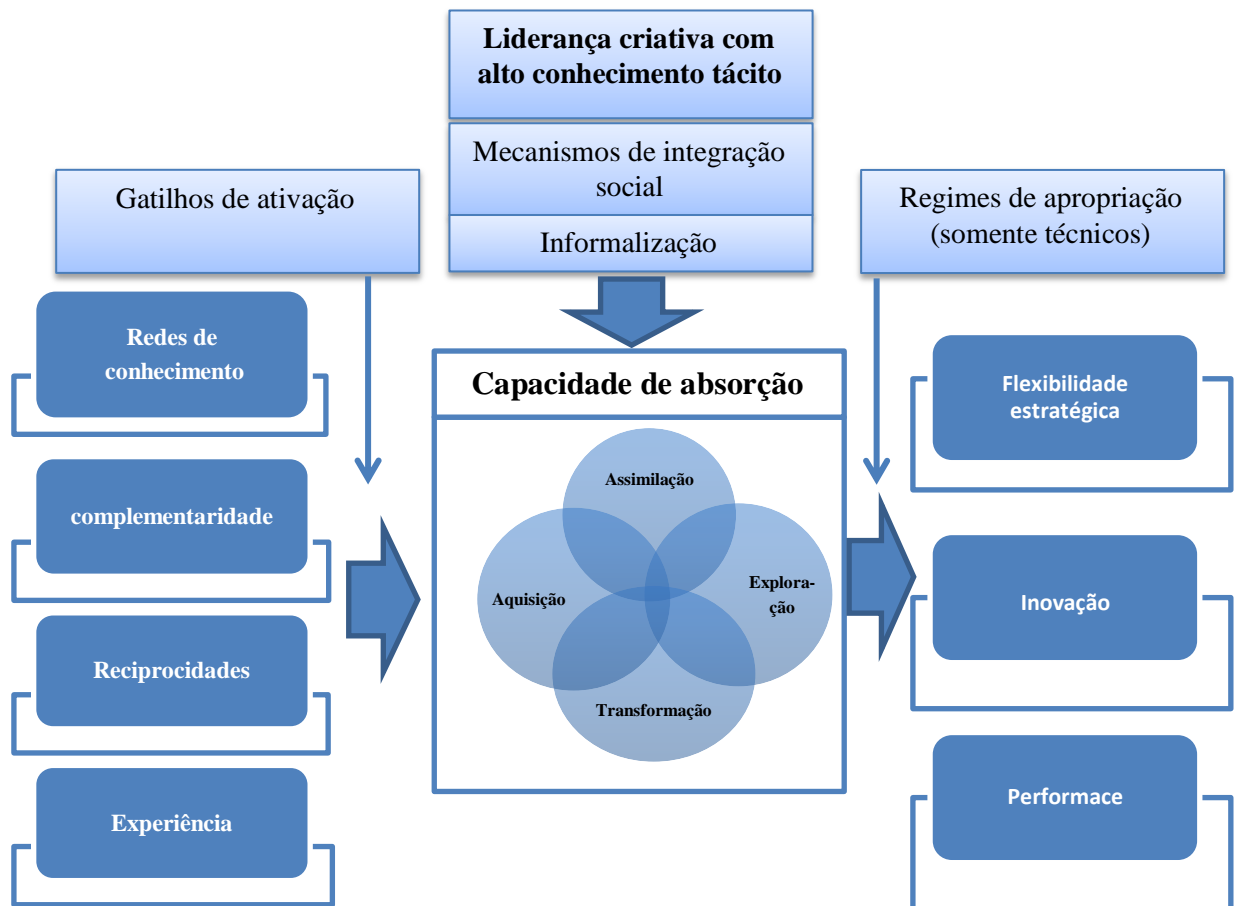 Liderança criativa com
alto conhecimento tácito
Mecanismos de integração
social
Informalização
Gatilhos de ativação
Regimes de apropriação
(somente técnicos)
Redes de
conhecimento
complementaridade
Reciprocidades
Experiência
Capacidade de absorção
Assimilação
Aquisição
Explora-
ção
Transformação
Flexibilidade
estratégica
Inovação
Performace